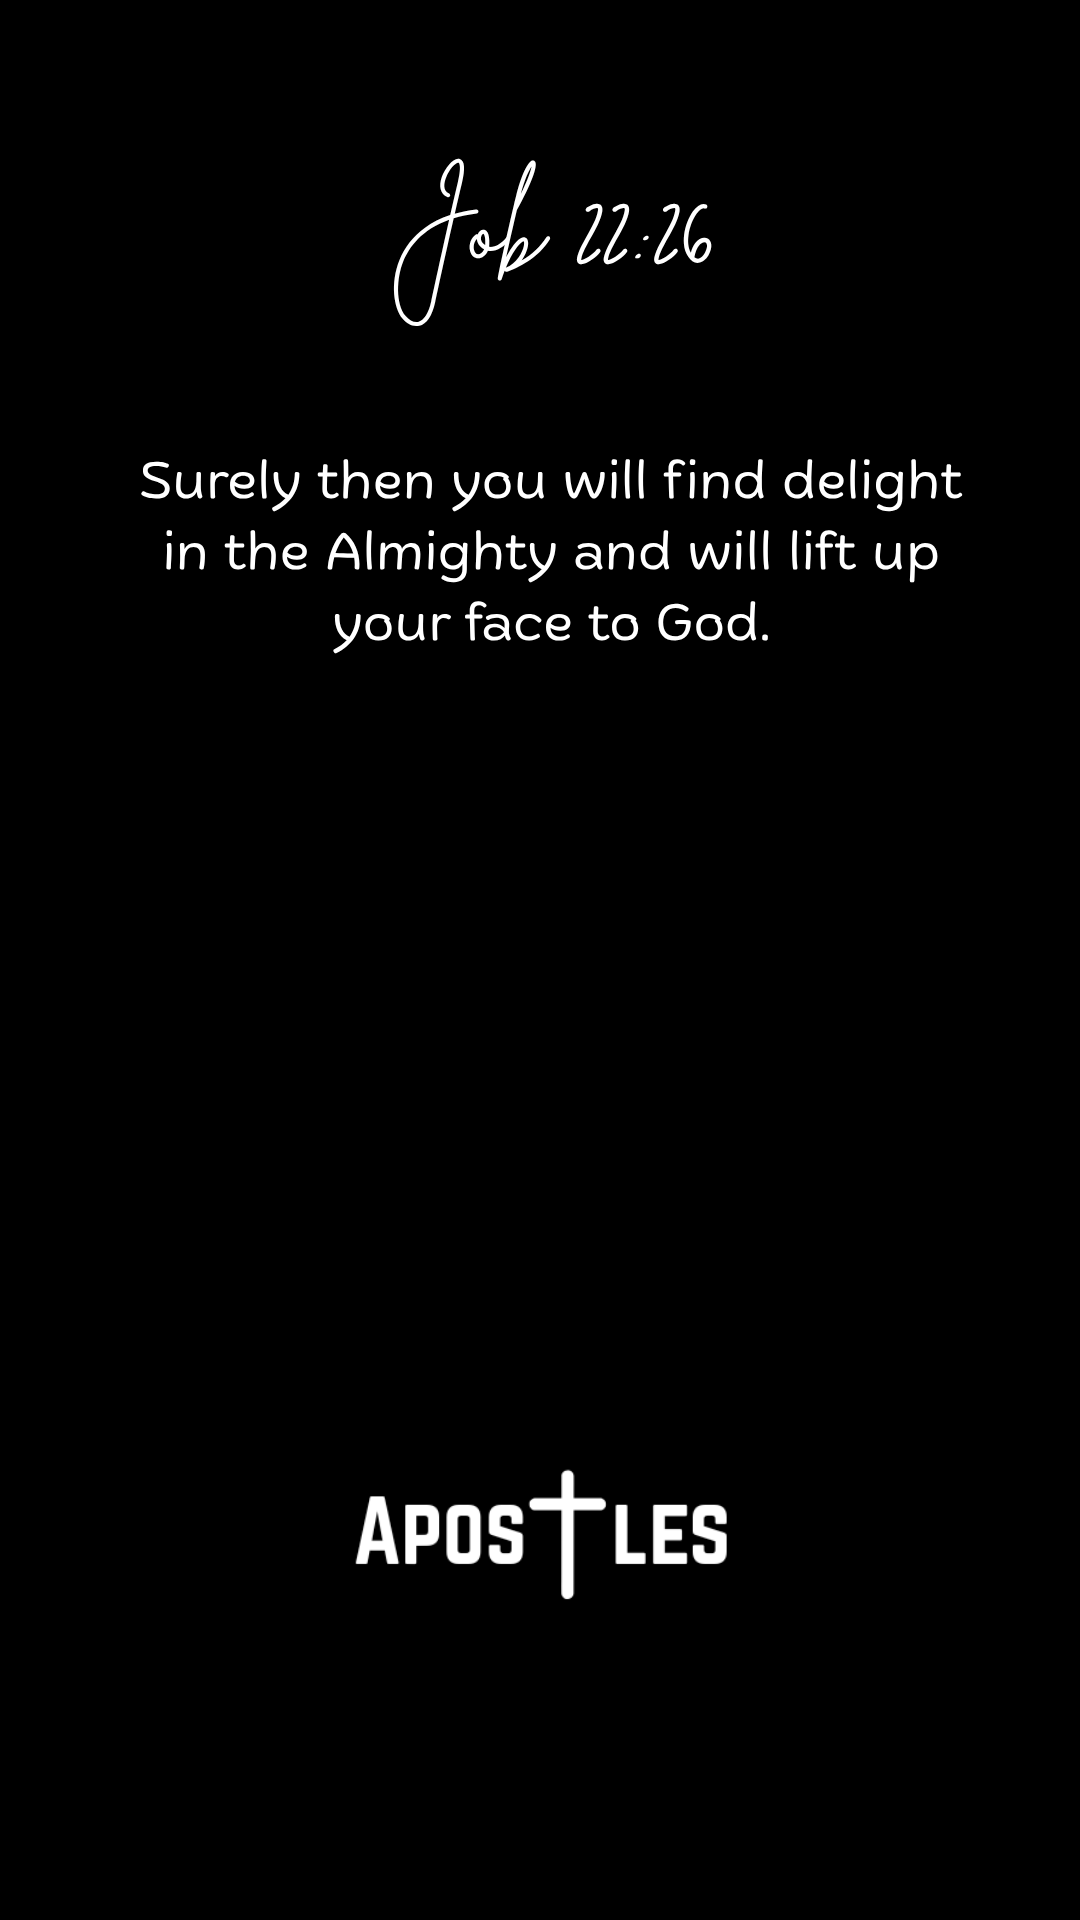 Job 22:26
Surely then you will find delight
in the Almighty and will lift up
your face to God.
APOSTLES